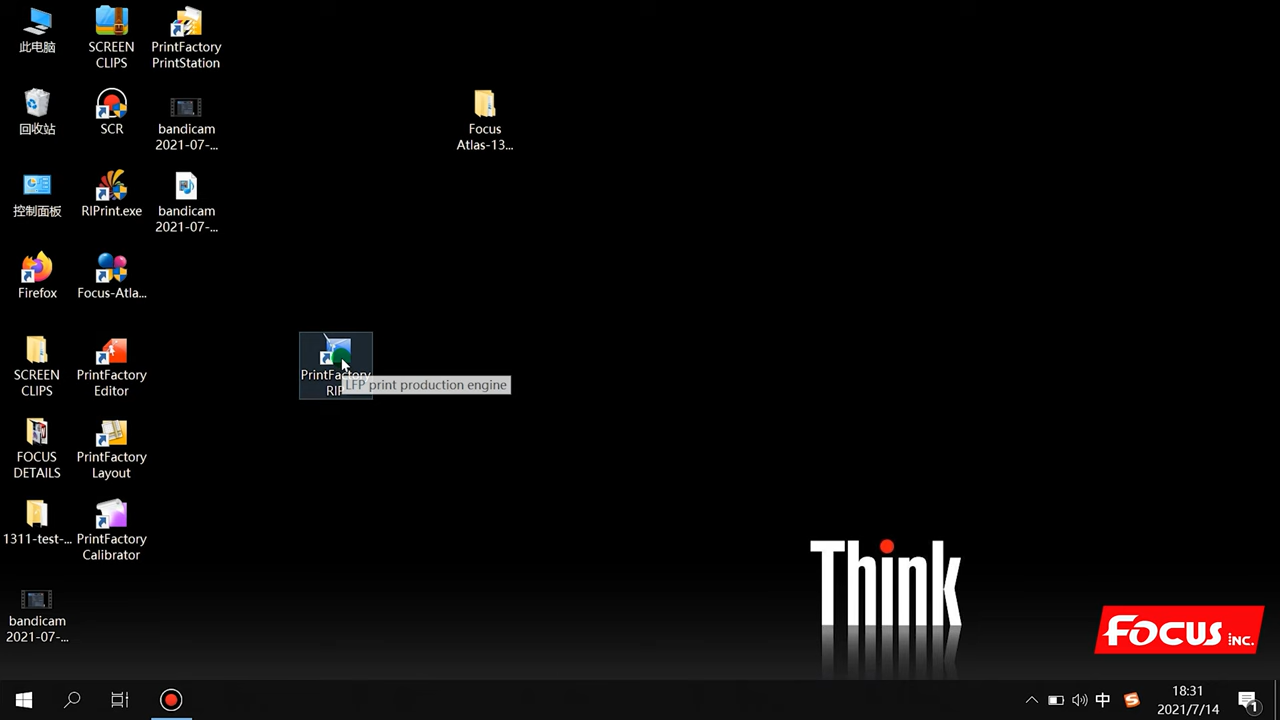 此电脑
SCREEN
CLIPS
PrintFactory
PrintStation
回收站
SCR
bandicam
2021-07-...
Focus
Atlas-13...
控制面板
RIPrint.exe
bandicam
2021-07-...
Firefox
Focus-Atla...
SCREEN
CLIPS
PrintFactory
Editor
PrintFactory
RIP
LFP print production engine
FOCUS
DETAILS
PrintFactory
Layout
1311-test-...
PrintFactory
Calibrator
bandicam
2021-07-...
Think
FOCUS INC.
中
18:31
2021/7/14
1